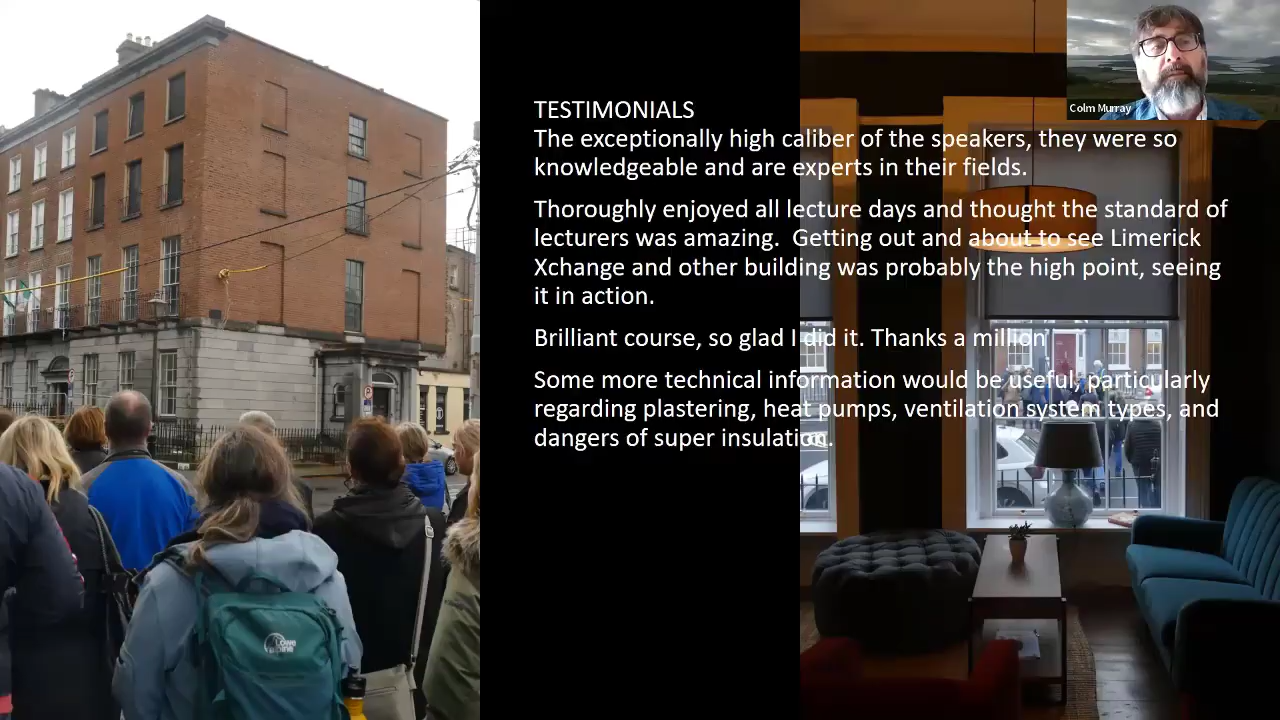 Colm Murray
TESTIMONIALS
The exceptionally high caliber of the speakers, they were so
knowledgeable and are experts in their fields.
Thoroughly enjoyed all lecture days and thought the standard of
lecturers was amazing.  Getting out and about to see Limerick
Xchange and other building was probably the high point, seeing
it in action.
Brilliant course, so glad I did it. Thanks a million’
Some more technical information would be useful, particularly
regarding plastering, heat pumps, ventilation system types, and
dangers of super insulation.
Lowe
alpine